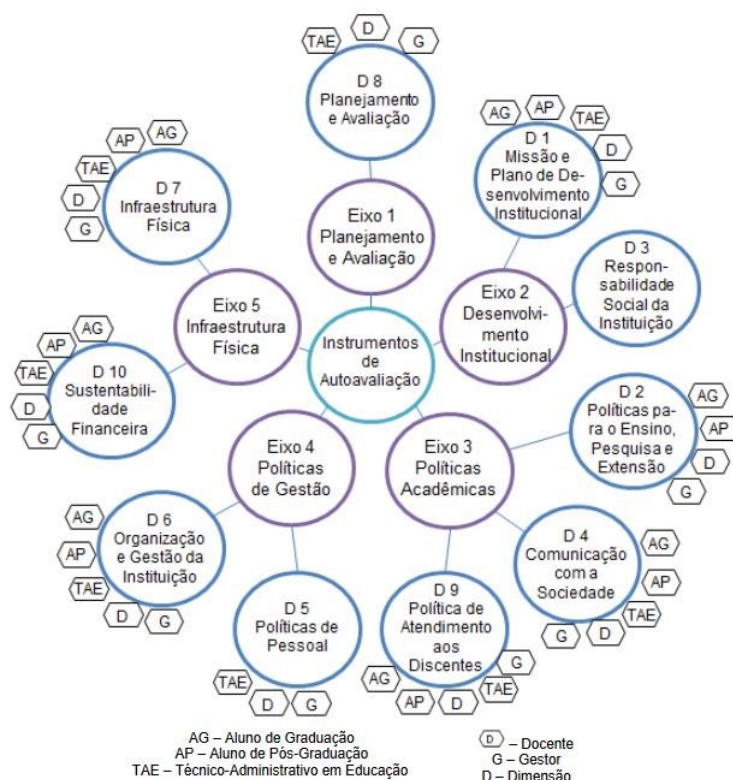 TAE
D
G
D 8
Planejamento
e Avaliação
AG
AP
TAE
D
G
D 1
Missão e
Plano de De-
senvolvimento
Institucional
D 3
Respon-
sabilidade
Social da
Instituição
Eixo 1
Planejamento
e Avaliação
Eixo 2
Desenvolvi-
mento
Institucional
AG
AP
TAE
D
G
D 7
Infraestrutura
Física
Eixo 5
Infraestrutura
Física
Instrumentos
de
Autoavaliação
AG
AP
TAE
D
G
D 10
Sustentabili-
dade
Financeira
Eixo 4
Políticas
de Gestão
Eixo 3
Políticas
Acadêmicas
D 2
Políticas pa-
ra o Ensino,
Pesquisa e
Extensão
AG
AP
D
G
AG
AP
TAE
D
G
D 6
Organização
e Gestão da
Instituição
D 4
Comunicação
com a
Sociedade
AG
AP
TAE
D
G
D 5
Políticas de
Pessoal
TAE
D
G
D 9
Política de
Atendimento
aos
Discentes
AG
AP
D
TAE
G
AG – Aluno de Graduação
AP – Aluno de Pós-Graduação
TAE – Técnico-Administrativo em Educação
D – Docente
G – Gestor
D – Dimensão